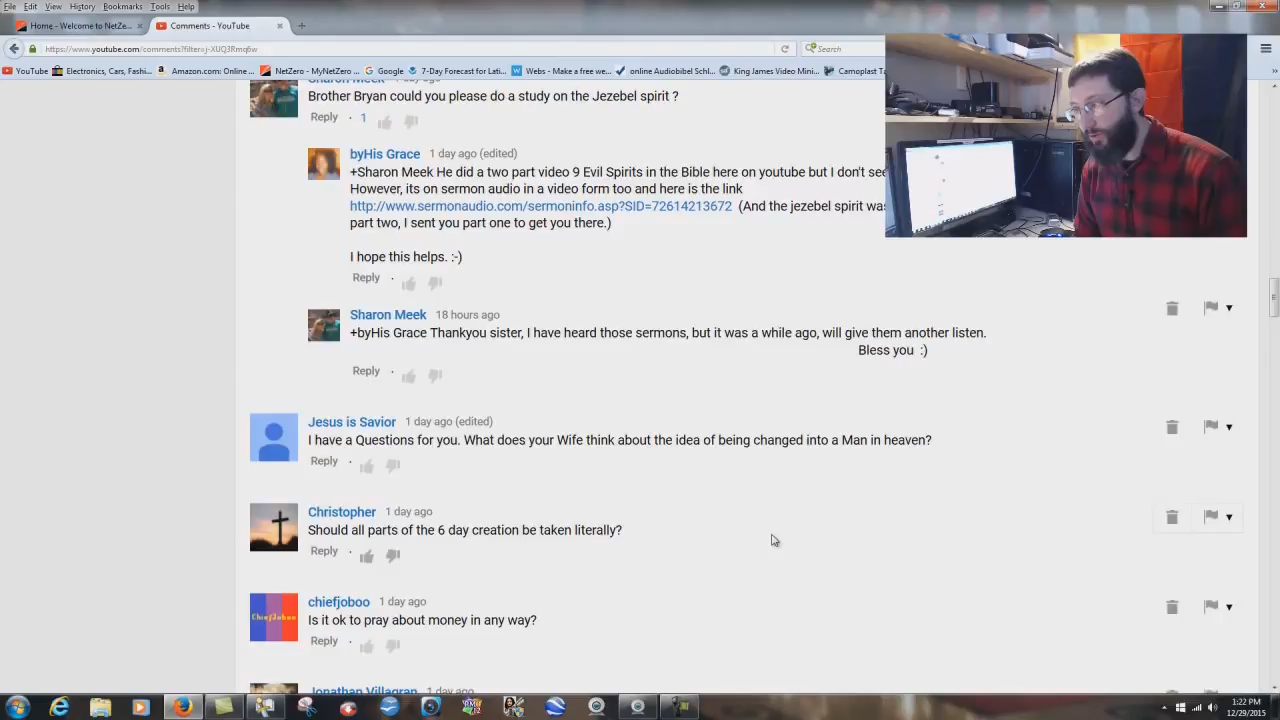 File Edit View History Bookmarks Tools Help
Home - Welcome to NetZe... × Comments - YouTube × +
https://www.youtube.com/comments?filter=j-XUQ3Rmq6w Search
YouTube Electronics, Cars, Fashi... Amazon.com: Online ... NetZero - MyNetZero ... Google 7-Day Forecast for Lati... Webs - Make a free we... online Audiobibel Schl... King James Video Mini... Camoplast Ta...
Sharon Meek 1 day ago
Brother Bryan could you please do a study on the Jezebel spirit ?
Reply · 1
byHis Grace 1 day ago (edited)
+Sharon Meek He did a two part video 9 Evil Spirits in the Bible here on youtube but I don't see
However, its on sermon audio in a video form too and here is the link
http://www.sermonaudio.com/sermoninfo.asp?SID=72614213672 (And the jezebel spirit was
part two, I sent you part one to get you there.)
I hope this helps. :-)
Reply ·
Sharon Meek 18 hours ago
+byHis Grace Thankyou sister, I have heard those sermons, but it was a while ago, will give them another listen.
Bless you :)
Reply ·
Jesus is Savior 1 day ago (edited)
I have a Questions for you. What does your Wife think about the idea of being changed into a Man in heaven?
Reply ·
Christopher 1 day ago
Should all parts of the 6 day creation be taken literally?
Reply ·
chiefjoboo 1 day ago
Is it ok to pray about money in any way?
Reply ·
Jonathan Villagran 1 day ago
1:22 PM
12/29/2015